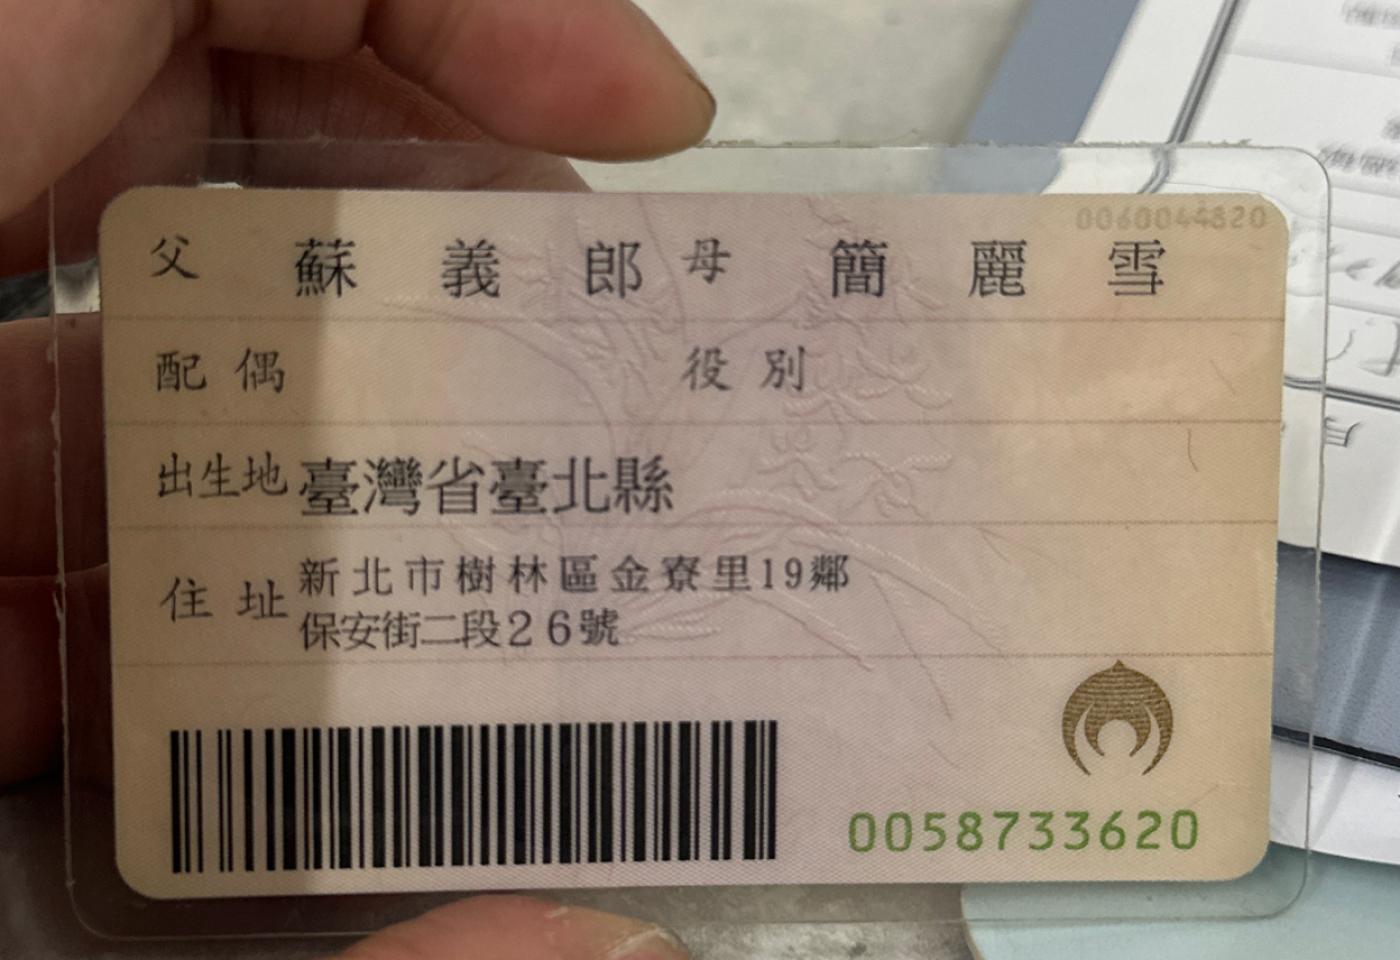 0060044820
父 蘇義郎 母 簡麗雪
配偶 役別
出生地 臺灣省臺北縣
住址 新北市樹林區金寮里19鄰
保安街二段26號
0058733620